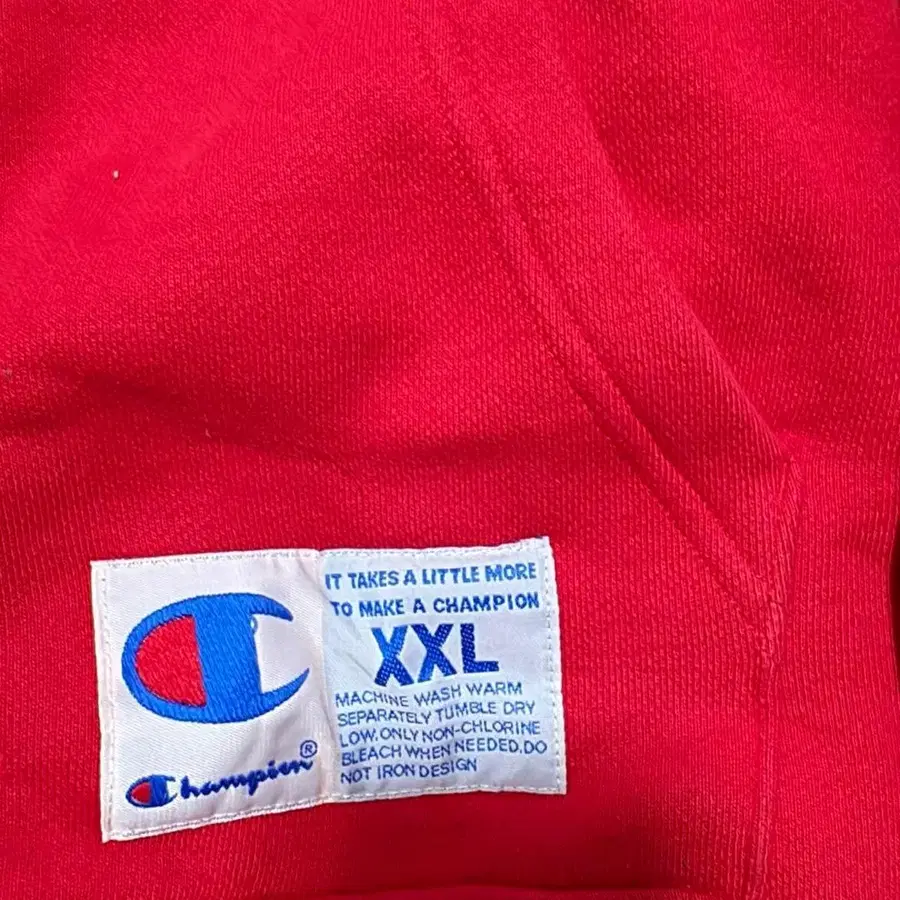 Champion®
IT TAKES A LITTLE MORE
TO MAKE A CHAMPION
XXL
MACHINE WASH WARM
SEPARATELY TUMBLE DRY
LOW.ONLY NON-CHLORINE
BLEACH WHEN NEEDED.DO
NOT IRON DESIGN